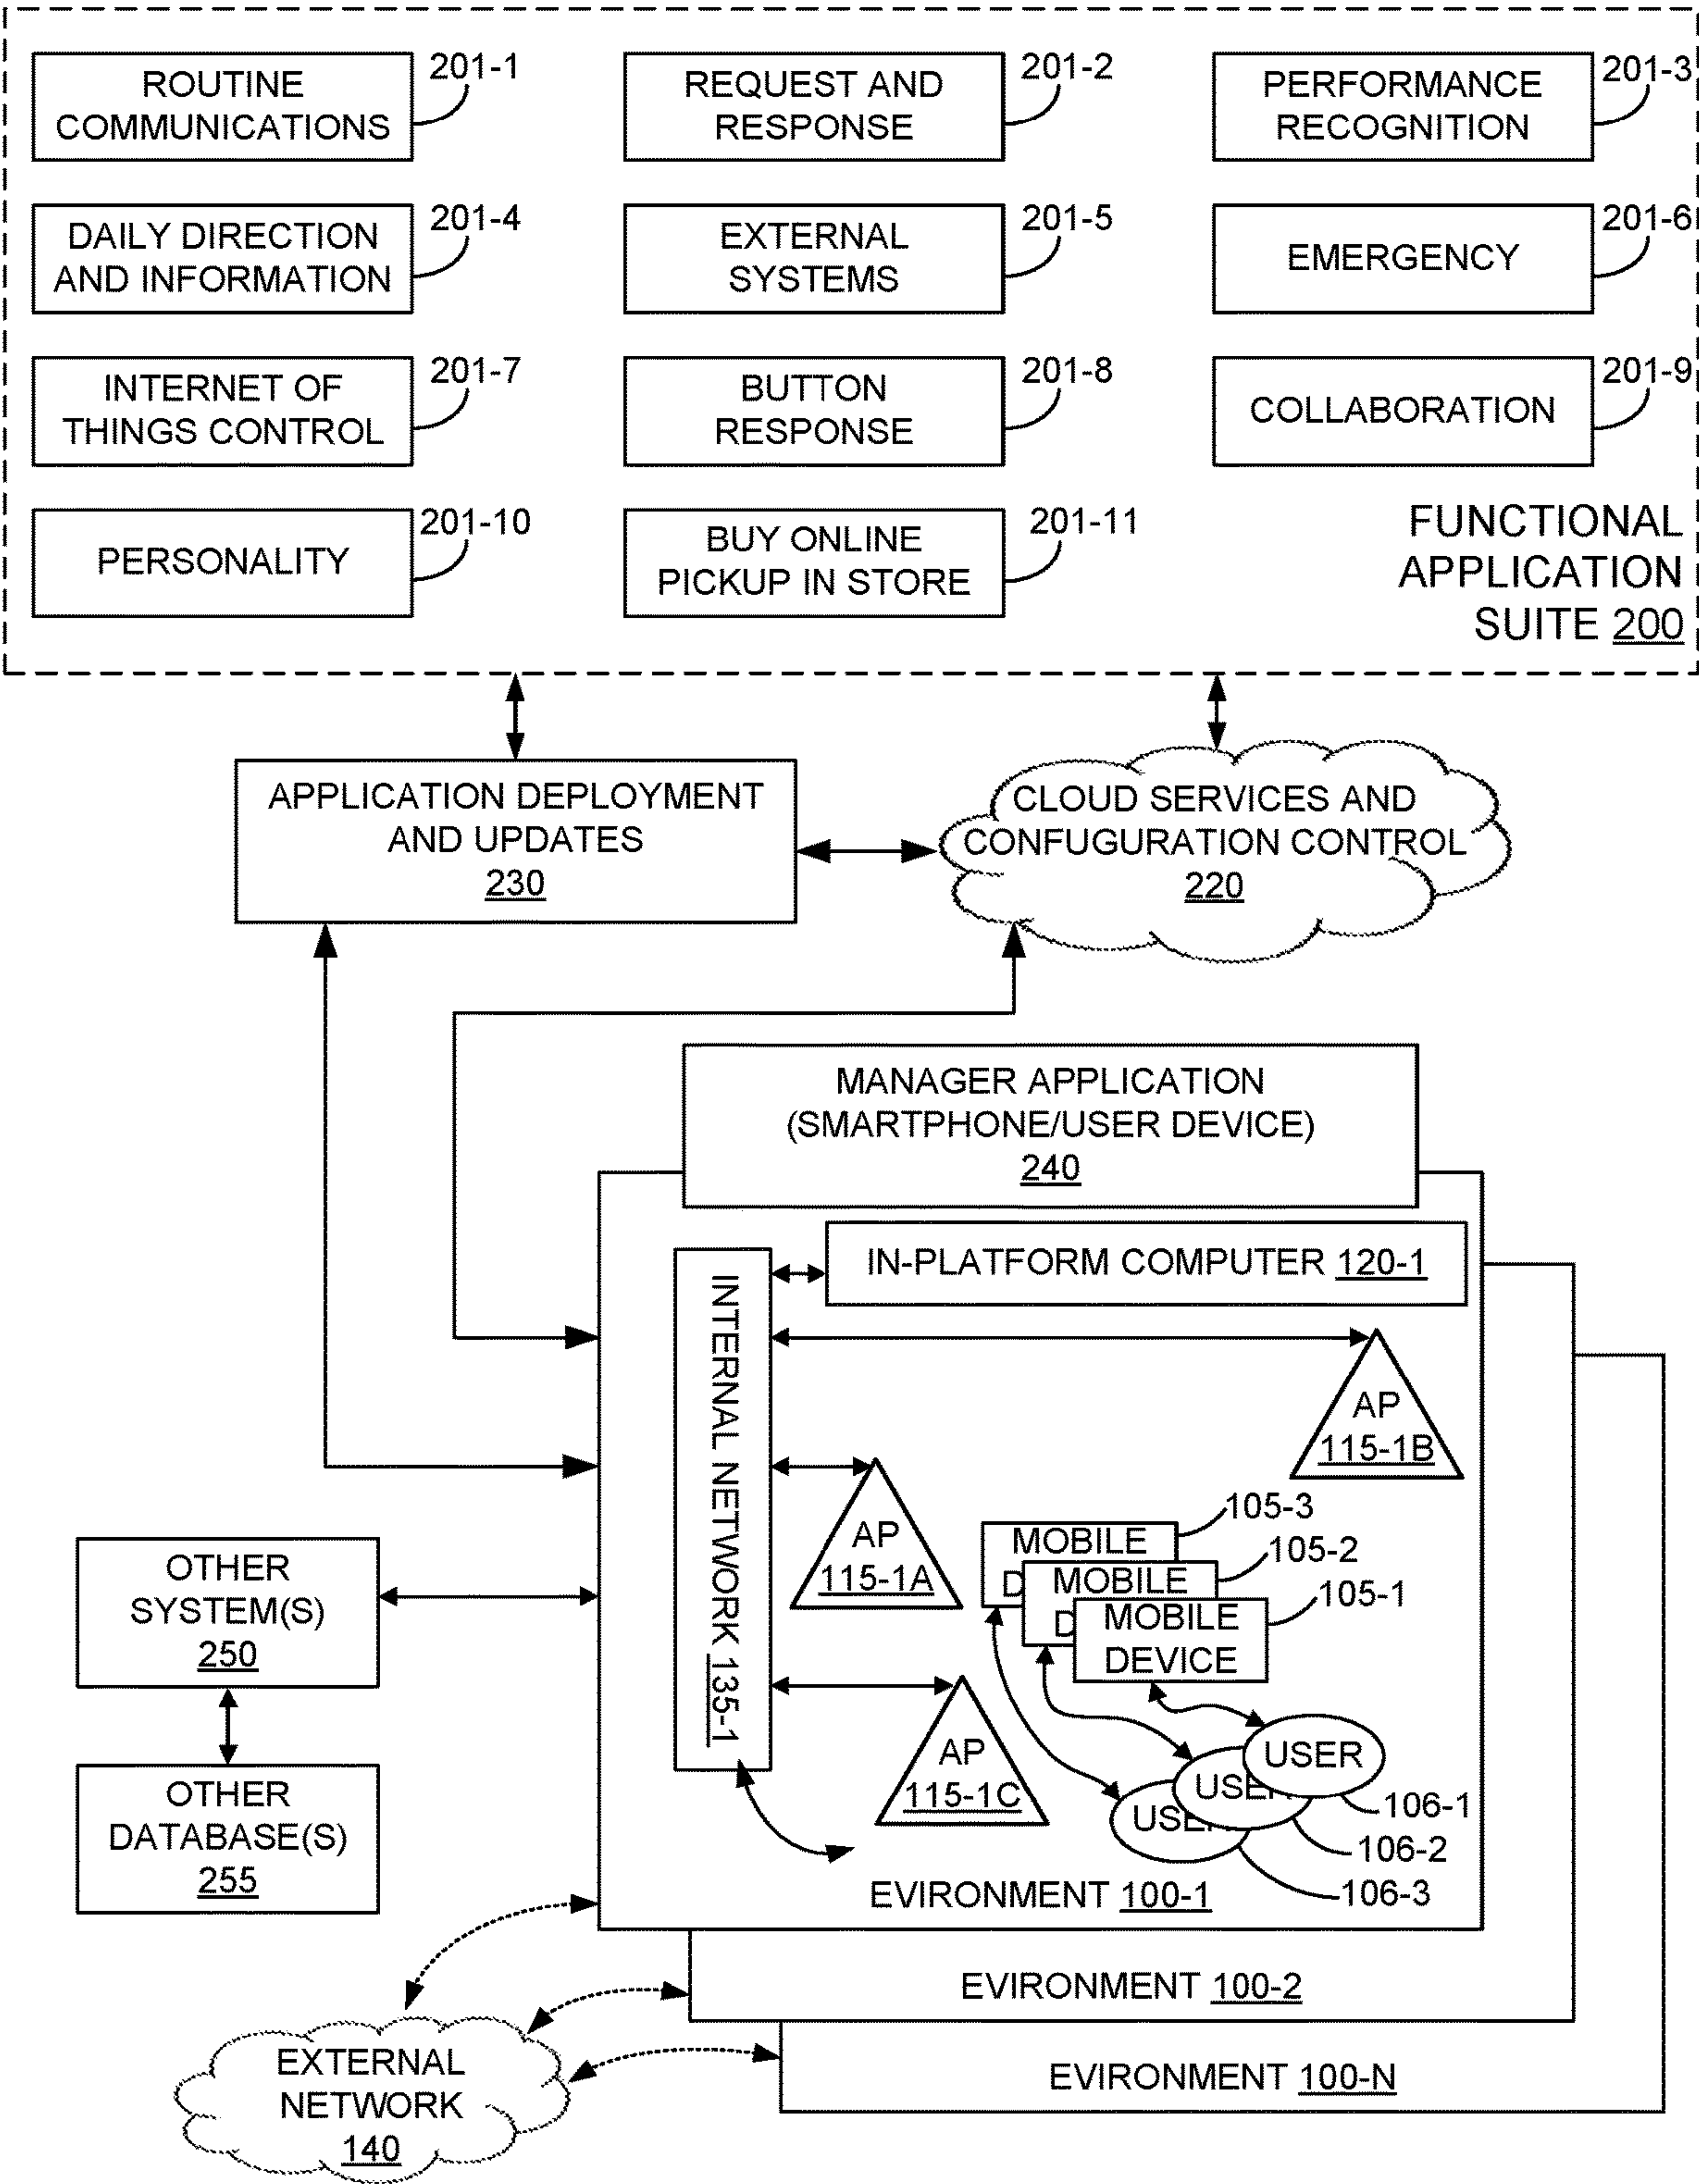 ROUTINE
COMMUNICATIONS
201-1
REQUEST AND
RESPONSE
201-2
PERFORMANCE
RECOGNITION
201-3
DAILY DIRECTION
AND INFORMATION
201-4
EXTERNAL
SYSTEMS
201-5
EMERGENCY
201-6
INTERNET OF
THINGS CONTROL
201-7
BUTTON
RESPONSE
201-8
COLLABORATION
201-9
PERSONALITY
201-10
BUY ONLINE
PICKUP IN STORE
201-11
FUNCTIONAL
APPLICATION
SUITE 200
APPLICATION DEPLOYMENT
AND UPDATES
230
CLOUD SERVICES AND
CONFUGURATION CONTROL
220
MANAGER APPLICATION
(SMARTPHONE/USER DEVICE)
240
IN-PLATFORM COMPUTER 120-1
INTERNAL NETWORK 135-1
AP
115-1B
AP
115-1A
AP
115-1C
MOBILE
D
105-3
MOBILE
D
105-2
MOBILE
DEVICE
105-1
USER
106-1
USER
106-2
USER
106-3
OTHER
SYSTEM(S)
250
OTHER
DATABASE(S)
255
EVIRONMENT 100-1
EVIRONMENT 100-2
EVIRONMENT 100-N
EXTERNAL
NETWORK
140